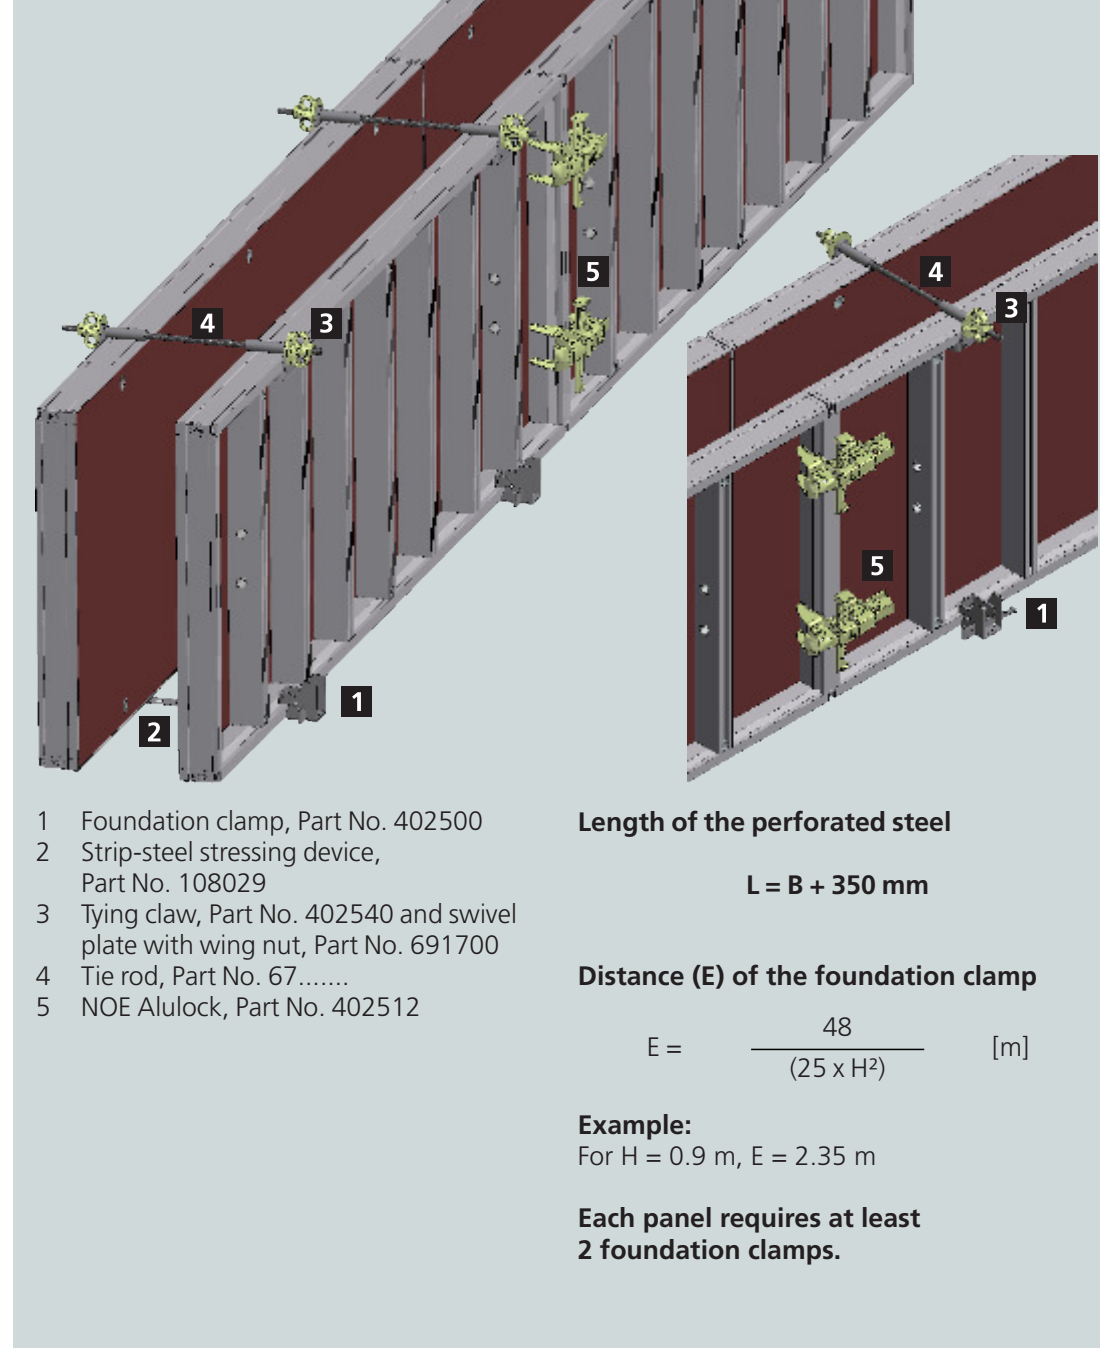 4
3
5
4
3
5
1
1
2
1 Foundation clamp, Part No. 402500
2 Strip-steel stressing device,
Part No. 108029
3 Tying claw, Part No. 402540 and swivel
plate with wing nut, Part No. 691700
4 Tie rod, Part No. 67.......
5 NOE Alulock, Part No. 402512
Length of the perforated steel
L = B + 350 mm
Distance (E) of the foundation clamp
E = 48 / (25 x H²) [m]
Example:
For H = 0.9 m, E = 2.35 m
Each panel requires at least
2 foundation clamps.